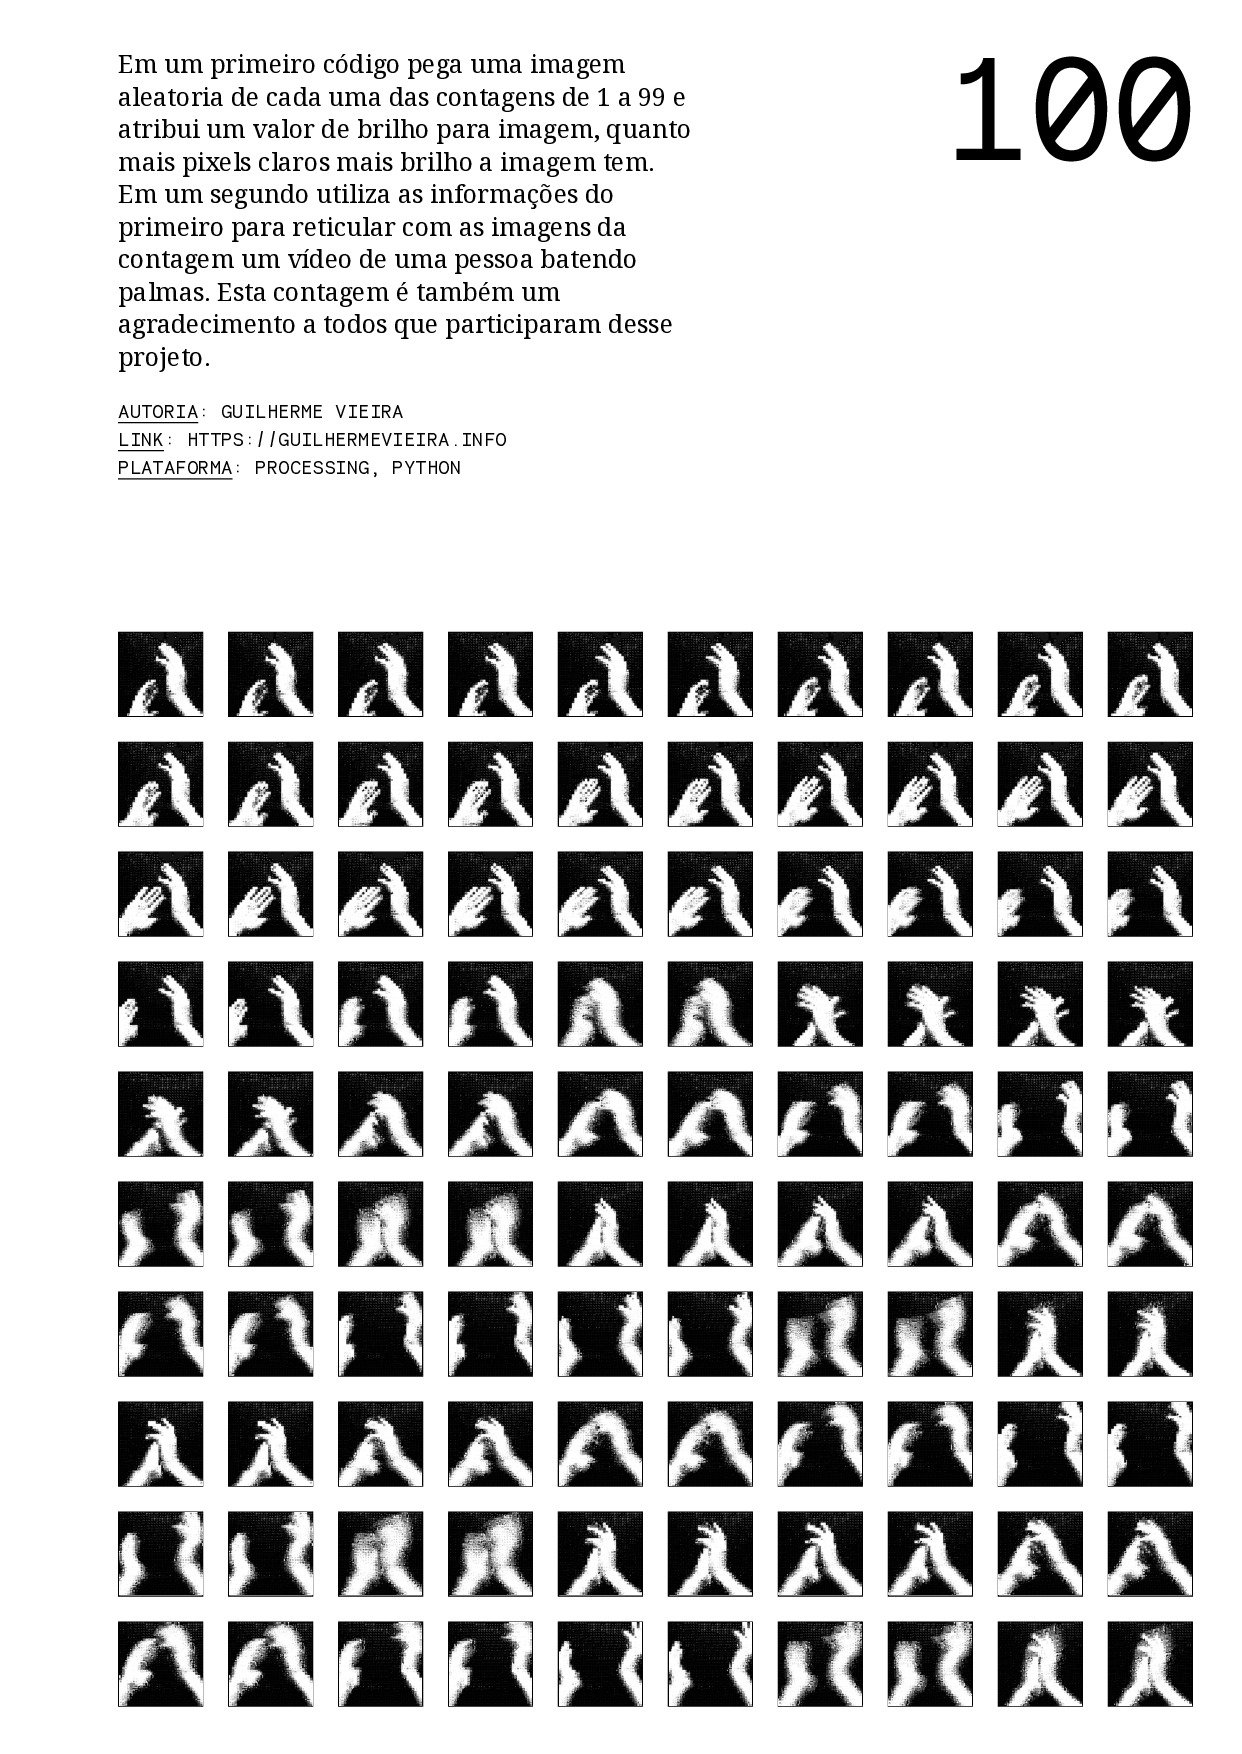 Em um primeiro código pega uma imagem
aleatoria de cada uma das contagens de 1 a 99 e
atribui um valor de brilho para imagem, quanto
mais pixels claros mais brilho a imagem tem.
Em um segundo utiliza as informações do
primeiro para reticular com as imagens da
contagem um vídeo de uma pessoa batendo
palmas. Esta contagem é também um
agradecimento a todos que participaram desse
projeto.
100
AUTORIA: GUILHERME VIEIRA
LINK: HTTPS://GUILHERMEVIEIRA.INFO
PLATAFORMA: PROCESSING, PYTHON